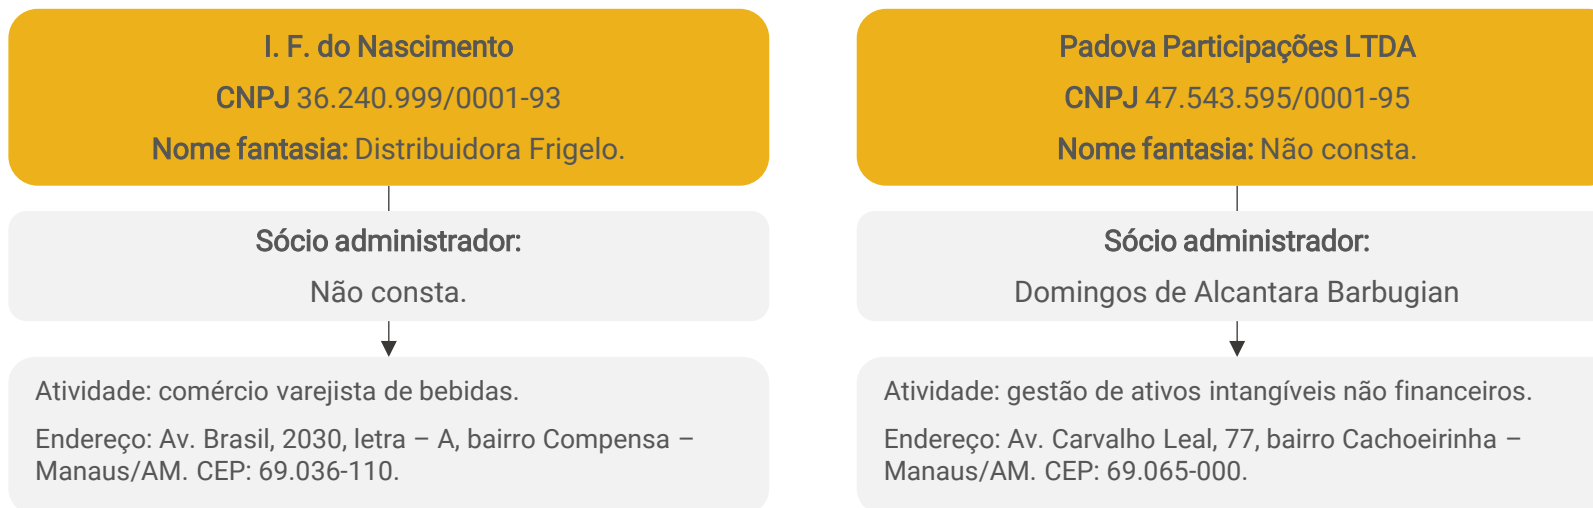 I. F. do Nascimento
CNPJ 36.240.999/0001-93
Nome fantasia: Distribuidora Frigelo.
Sócio administrador:
Não consta.
Atividade: comércio varejista de bebidas.
Endereço: Av. Brasil, 2030, letra – A, bairro Compensa –
Manaus/AM. CEP: 69.036-110.
Padova Participações LTDA
CNPJ 47.543.595/0001-95
Nome fantasia: Não consta.
Sócio administrador:
Domingos de Alcantara Barbugian
Atividade: gestão de ativos intangíveis não financeiros.
Endereço: Av. Carvalho Leal, 77, bairro Cachoeirinha –
Manaus/AM. CEP: 69.065-000.